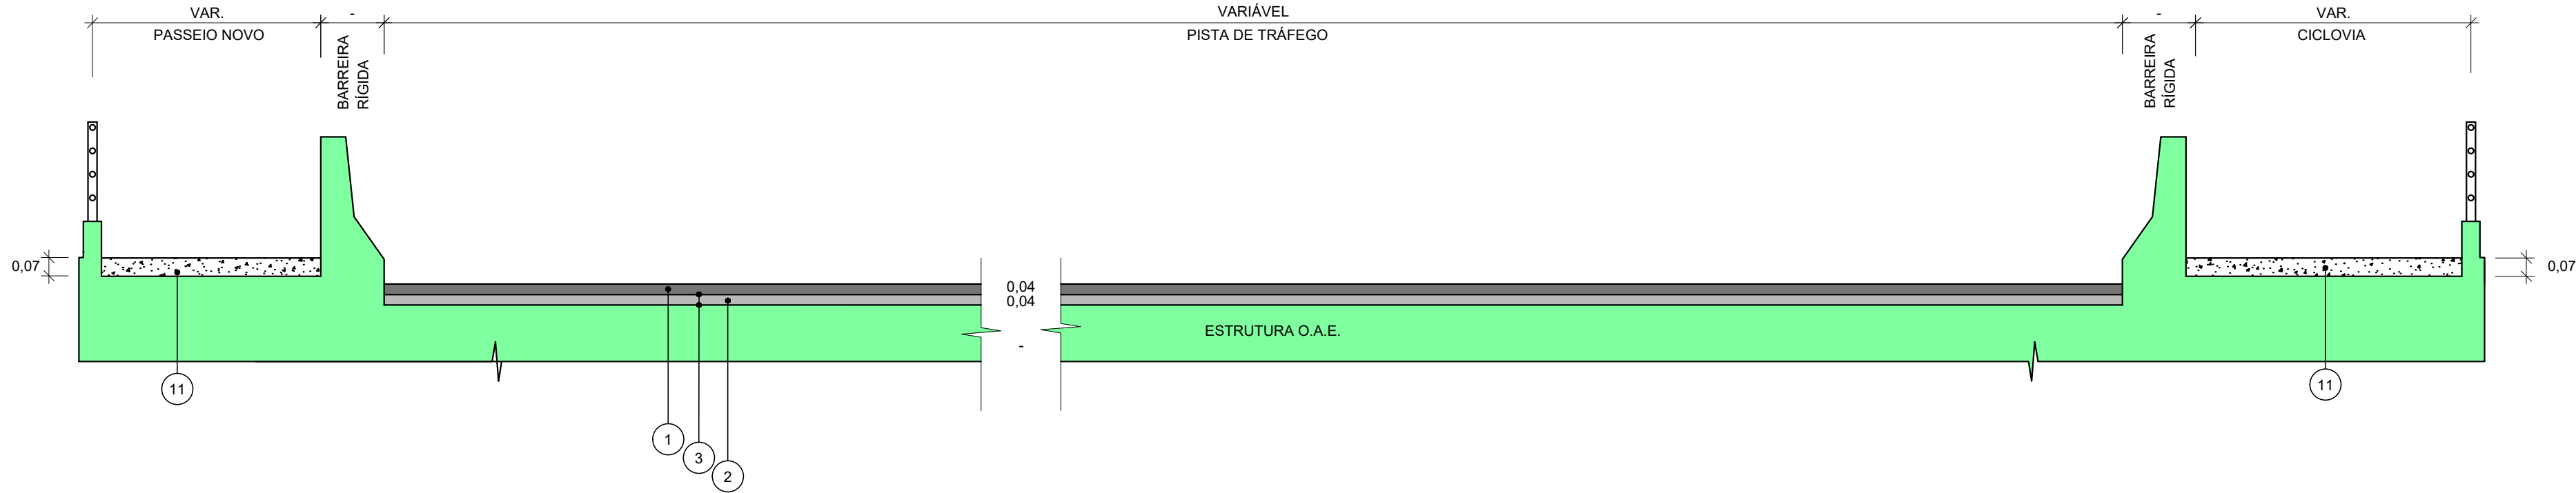 VAR.
-
VARIÁVEL
-
VAR.
PASSEIO NOVO
BARREIRA
RÍGIDA
PISTA DE TRÁFEGO
BARREIRA
RÍGIDA
CICLOVIA
0,07
0,07
0,04
0,04
ESTRUTURA O.A.E.
-
11
11
1
3
2